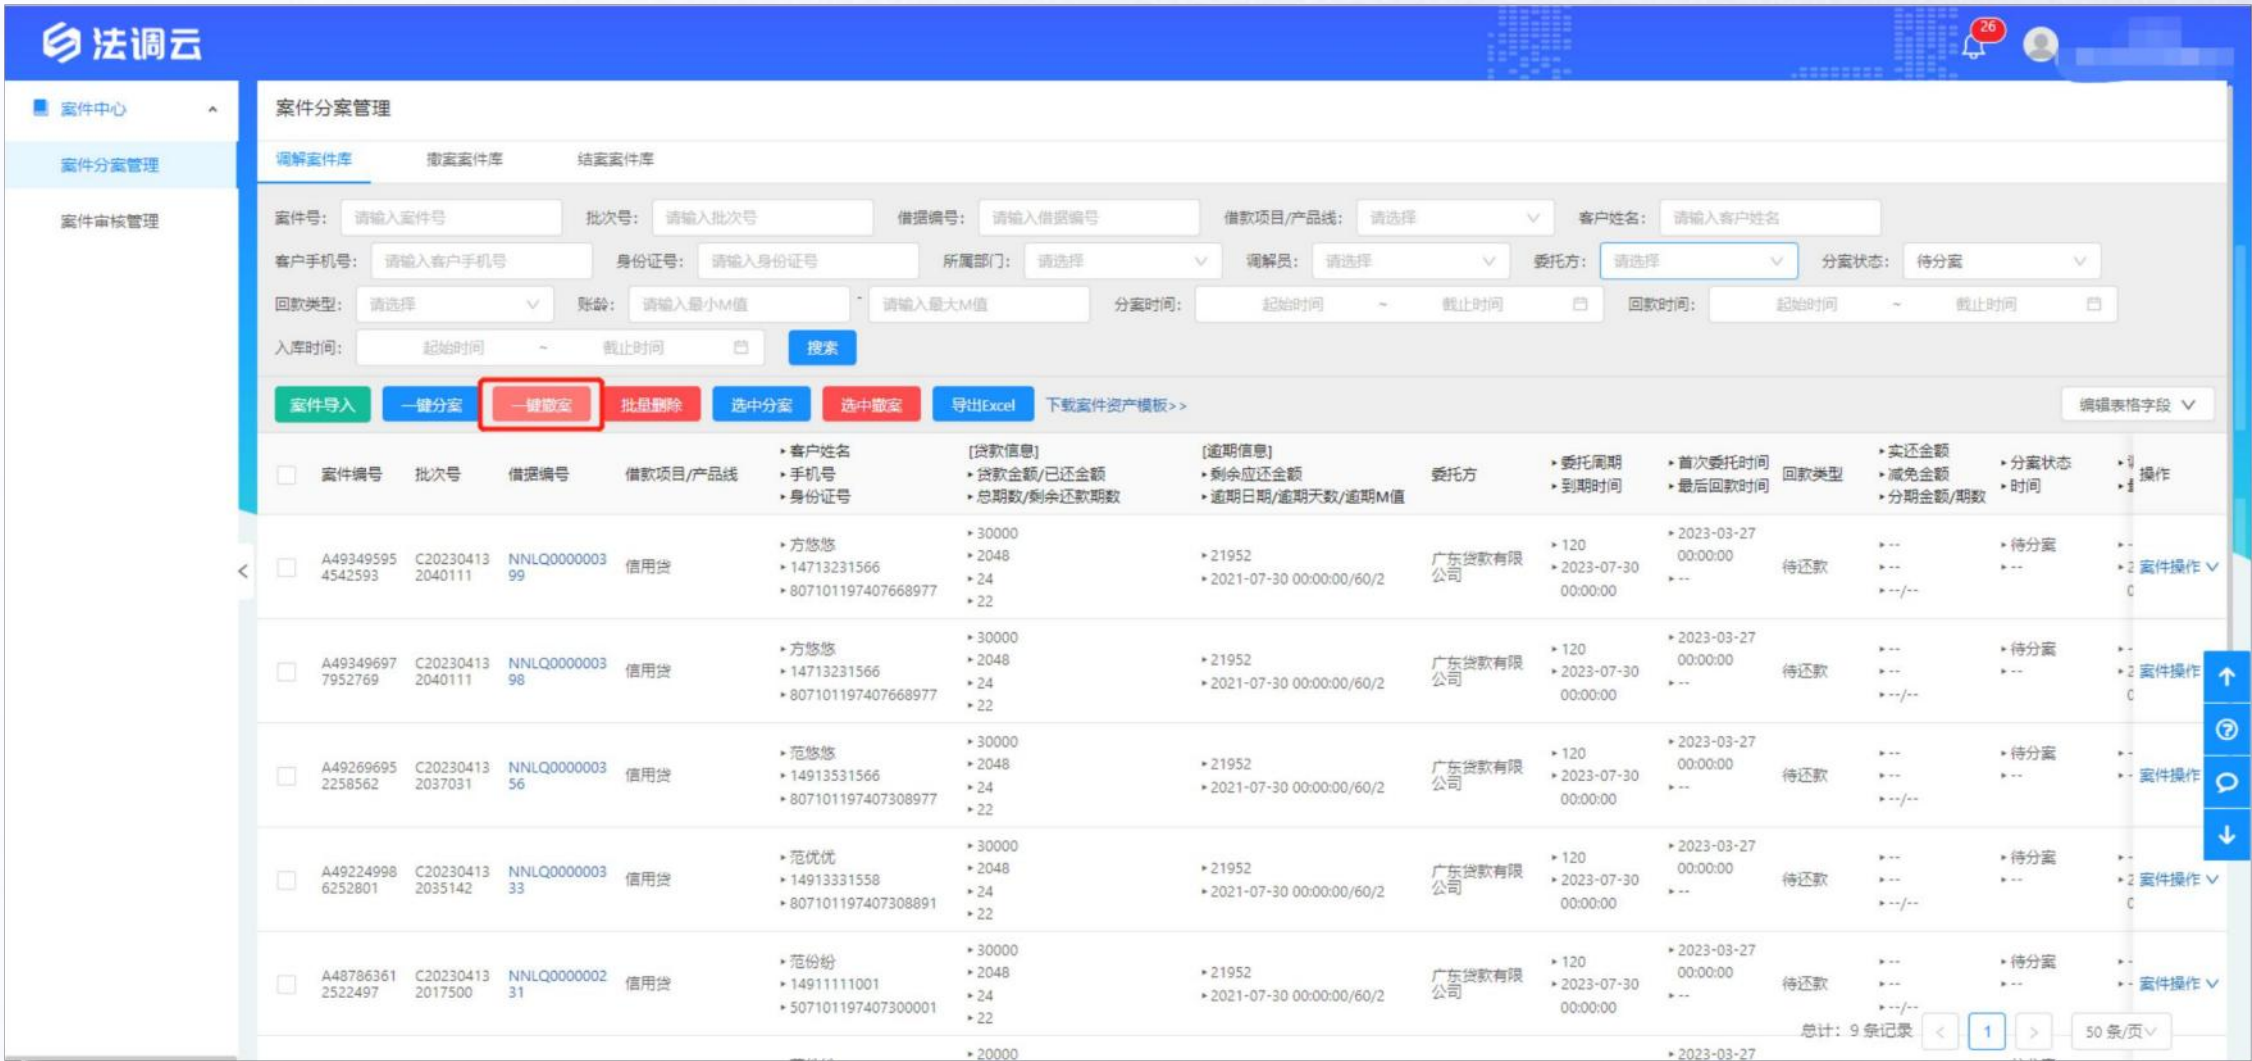 法调云
26
案件中心
案件分案管理
案件审核管理
案件分案管理
调解案件库 撤案案件库 结案案件库
案件号: 请输入案件号 批次号: 请输入批次号 借据编号: 请输入借据编号 借款项目/产品线: 请选择 客户姓名: 请输入客户姓名
客户手机号: 请输入客户手机号 身份证号: 请输入身份证号 所属部门: 请选择 调解员: 请选择 委托方: 请选择 分案状态: 待分案
回款类型: 请选择 账龄: 请输入最小M值 - 请输入最大M值 分案时间: 起始时间 ~ 截止时间 回款时间: 起始时间 ~ 截止时间
入库时间: 起始时间 ~ 截止时间 搜索
案件导入 一键分案 一键撤案 批量删除 选中分案 选中撤案 导出Excel 下载案件资产模板>> 编辑表格字段
案件编号 批次号 借据编号 借款项目/产品线 客户姓名 手机号 身份证号 [贷款信息] 贷款金额/已还金额 总期数/剩余还款期数 [逾期信息] 剩余应还金额 逾期日期/逾期天数/逾期M值 委托方 委托周期 到期时间 首次委托时间 最后回款时间 回款类型 实还金额 减免金额 分期金额/期数 分案状态 时间 操作
A493495954542593 C202304132040111 NNLQ000000399 信用贷 方悠悠 14713231566 807101197407668977 30000 2048 24 22 21952 2021-07-30 00:00:00/60/2 广东贷款有限公司 120 2023-07-30 00:00:00 2023-03-27 00:00:00 -- 待还款 -- -- --/-- 待分案 -- 案件操作
A493496977952769 C202304132040111 NNLQ000000398 信用贷 方悠悠 14713231566 807101197407668977 30000 2048 24 22 21952 2021-07-30 00:00:00/60/2 广东贷款有限公司 120 2023-07-30 00:00:00 2023-03-27 00:00:00 -- 待还款 -- -- --/-- 待分案 -- 案件操作
A492696952258562 C202304132037031 NNLQ000000356 信用贷 范悠悠 14913531566 807101197407308977 30000 2048 24 22 21952 2021-07-30 00:00:00/60/2 广东贷款有限公司 120 2023-07-30 00:00:00 2023-03-27 00:00:00 -- 待还款 -- -- --/-- 待分案 -- 案件操作
A492249986252801 C202304132035142 NNLQ000000333 信用贷 范优优 14913331558 807101197407308891 30000 2048 24 22 21952 2021-07-30 00:00:00/60/2 广东贷款有限公司 120 2023-07-30 00:00:00 2023-03-27 00:00:00 -- 待还款 -- -- --/-- 待分案 -- 案件操作
A487863612522497 C202304132017500 NNLQ000000231 信用贷 范份纷 14911111001 507101197407300001 30000 2048 24 22 21952 2021-07-30 00:00:00/60/2 广东贷款有限公司 120 2023-07-30 00:00:00 2023-03-27 00:00:00 -- 待还款 -- -- --/-- 待分案 -- 案件操作
20000 2023-03-27
总计: 9 条记录 < 1 > 50 条/页